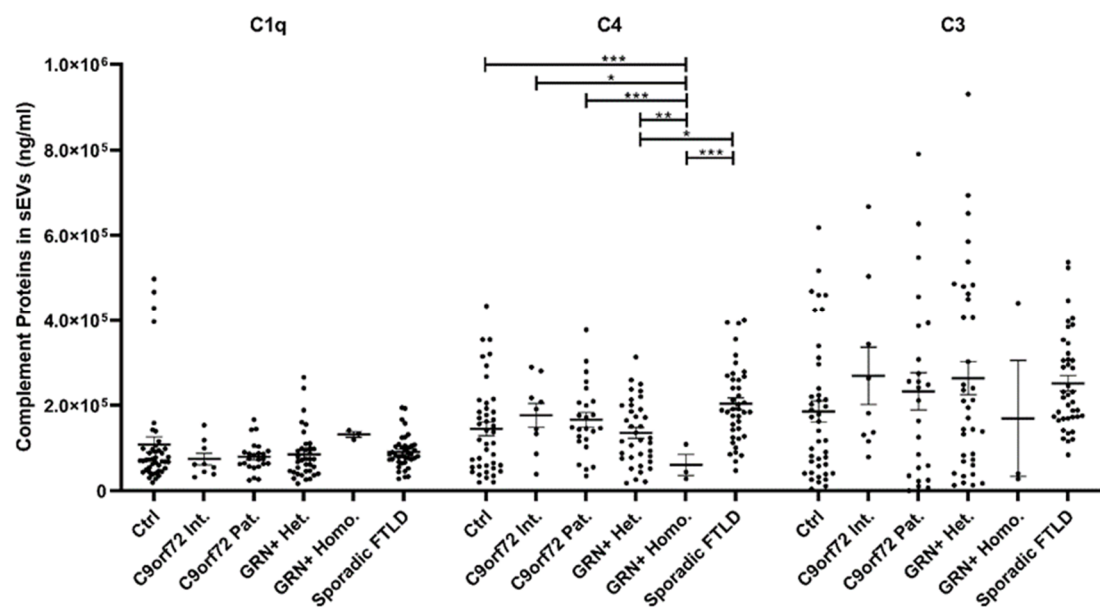 C1q C4 C3
Complement Proteins in sEVs (ng/ml)
1.0×10⁶
8.0×10⁵
6.0×10⁵
4.0×10⁵
2.0×10⁵
0
***
*
***
**
*
***
Ctrl
C9orf72 Int.
C9orf72 Pat.
GRN+ Het.
GRN+ Homo.
Sporadic FTLD
Ctrl
C9orf72 Int.
C9orf72 Pat.
GRN+ Het.
GRN+ Homo.
Sporadic FTLD
Ctrl
C9orf72 Int.
C9orf72 Pat.
GRN+ Het.
GRN+ Homo.
Sporadic FTLD